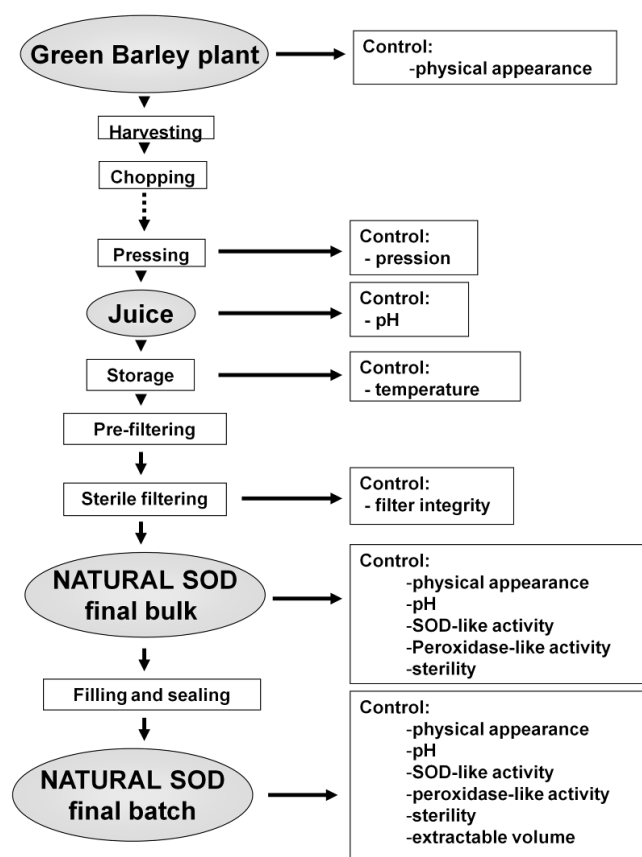 Green Barley plant
Control:
-physical appearance
Harvesting
Chopping
Pressing
Control:
- pression
Juice
Control:
- pH
Storage
Control:
- temperature
Pre-filtering
Sterile filtering
Control:
- filter integrity
NATURAL SOD
final bulk
Control:
-physical appearance
-pH
-SOD-like activity
-Peroxidase-like activity
-sterility
Filling and sealing
NATURAL SOD
final batch
Control:
-physical appearance
-pH
-SOD-like activity
-peroxidase-like activity
-sterility
-extractable volume